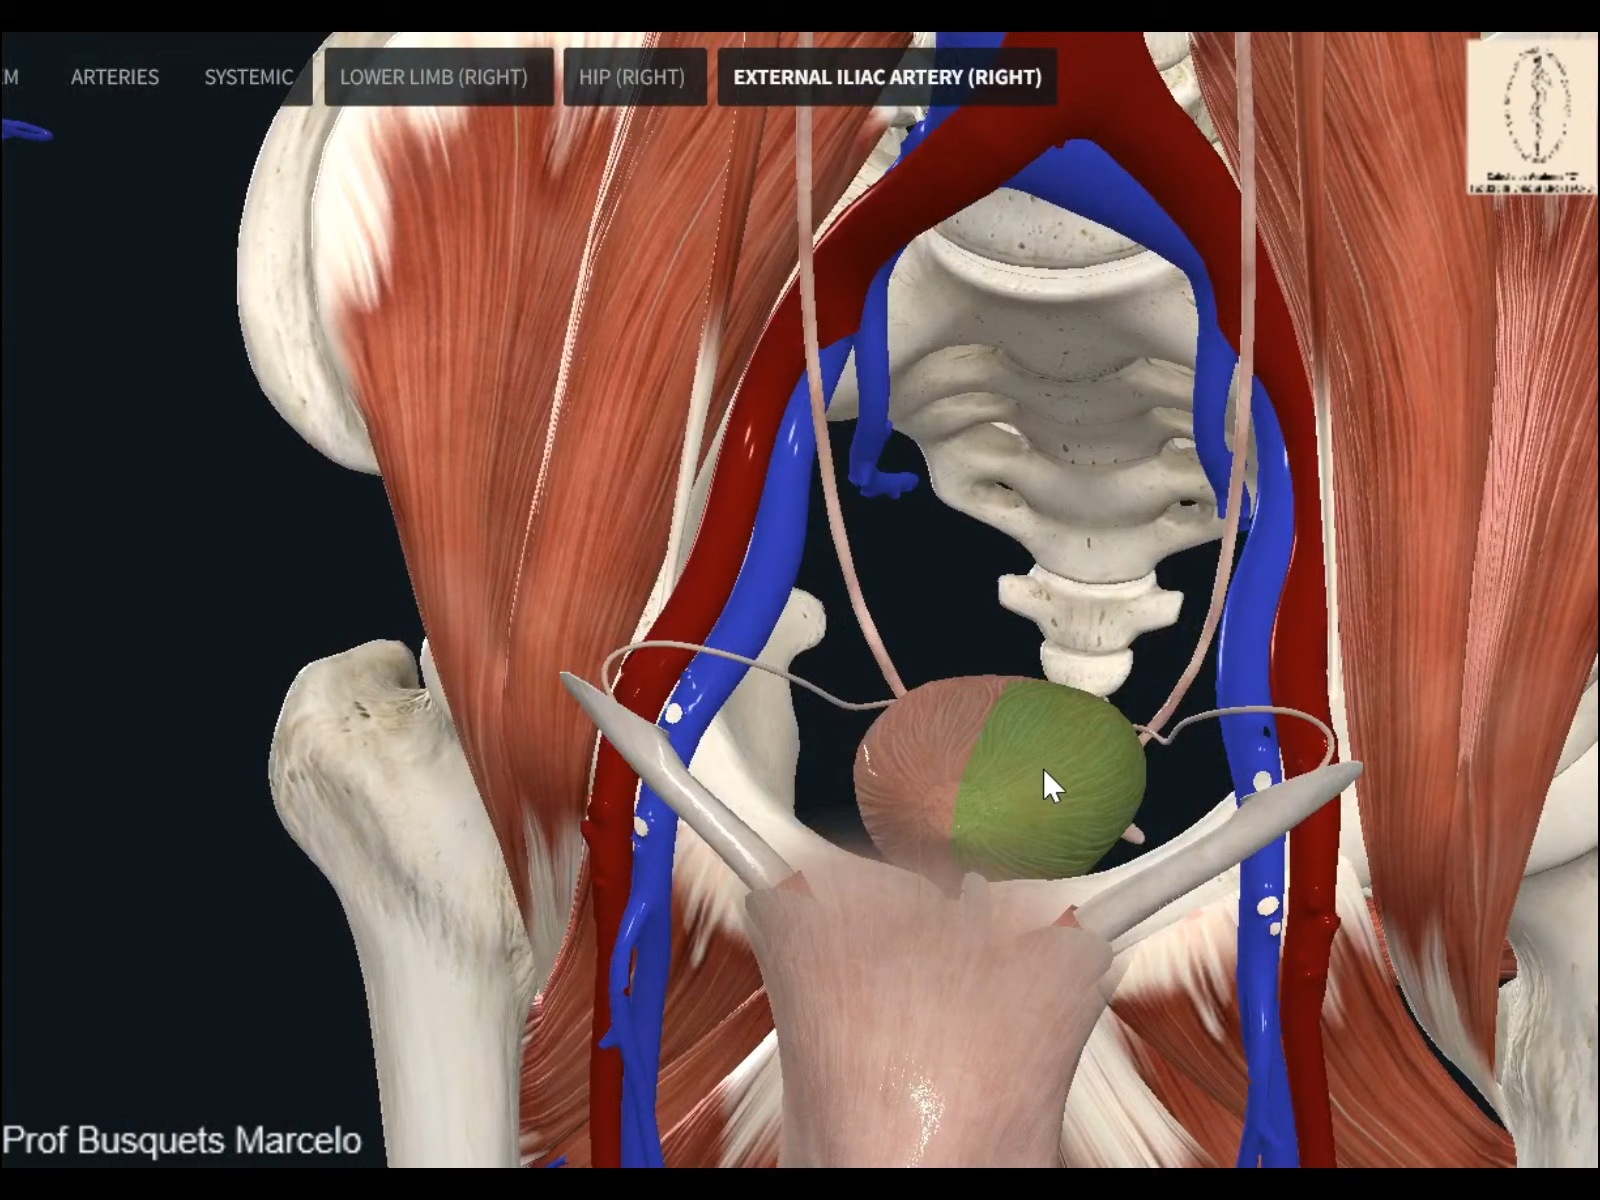 M
ARTERIES
SYSTEMIC
LOWER LIMB (RIGHT)
HIP (RIGHT)
EXTERNAL ILIAC ARTERY (RIGHT)
Prof Busquets Marcelo